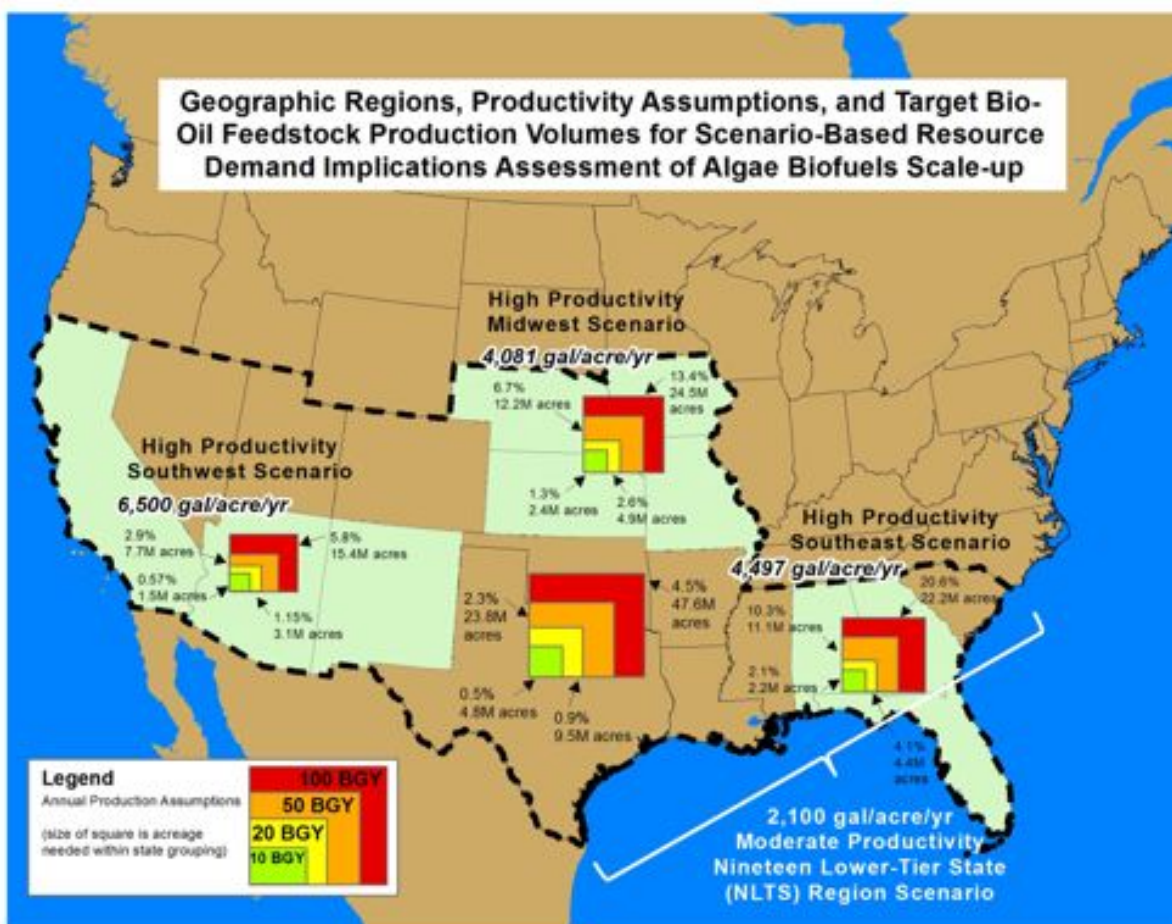 Geographic Regions, Productivity Assumptions, and Target Bio-
Oil Feedstock Production Volumes for Scenario-Based Resource
Demand Implications Assessment of Algae Biofuels Scale-up
High Productivity
Midwest Scenario
4,081 gal/acre/yr
6.7%
12.2M acres
13.4%
24.5M
acres
1.3%
2.4M acres
2.6%
4.9M acres
High Productivity
Southwest Scenario
6,500 gal/acre/yr
2.9%
7.7M acres
5.8%
15.4M acres
0.57%
1.5M acres
1.15%
3.1M acres
High Productivity
Southeast Scenario
4,497 gal/acre/yr
20.6%
22.2M acres
10.3%
11.1M acres
2.1%
2.2M acres
4.1%
4.4M
acres
2.3%
23.8M
acres
4.5%
47.6M
acres
0.5%
4.8M acres
0.9%
9.5M acres
Legend
Annual Production Assumptions
(size of square is acreage
needed within state grouping)
100 BGY
50 BGY
20 BGY
10 BGY
2,100 gal/acre/yr
Moderate Productivity
Nineteen Lower-Tier State
(NLTS) Region Scenario